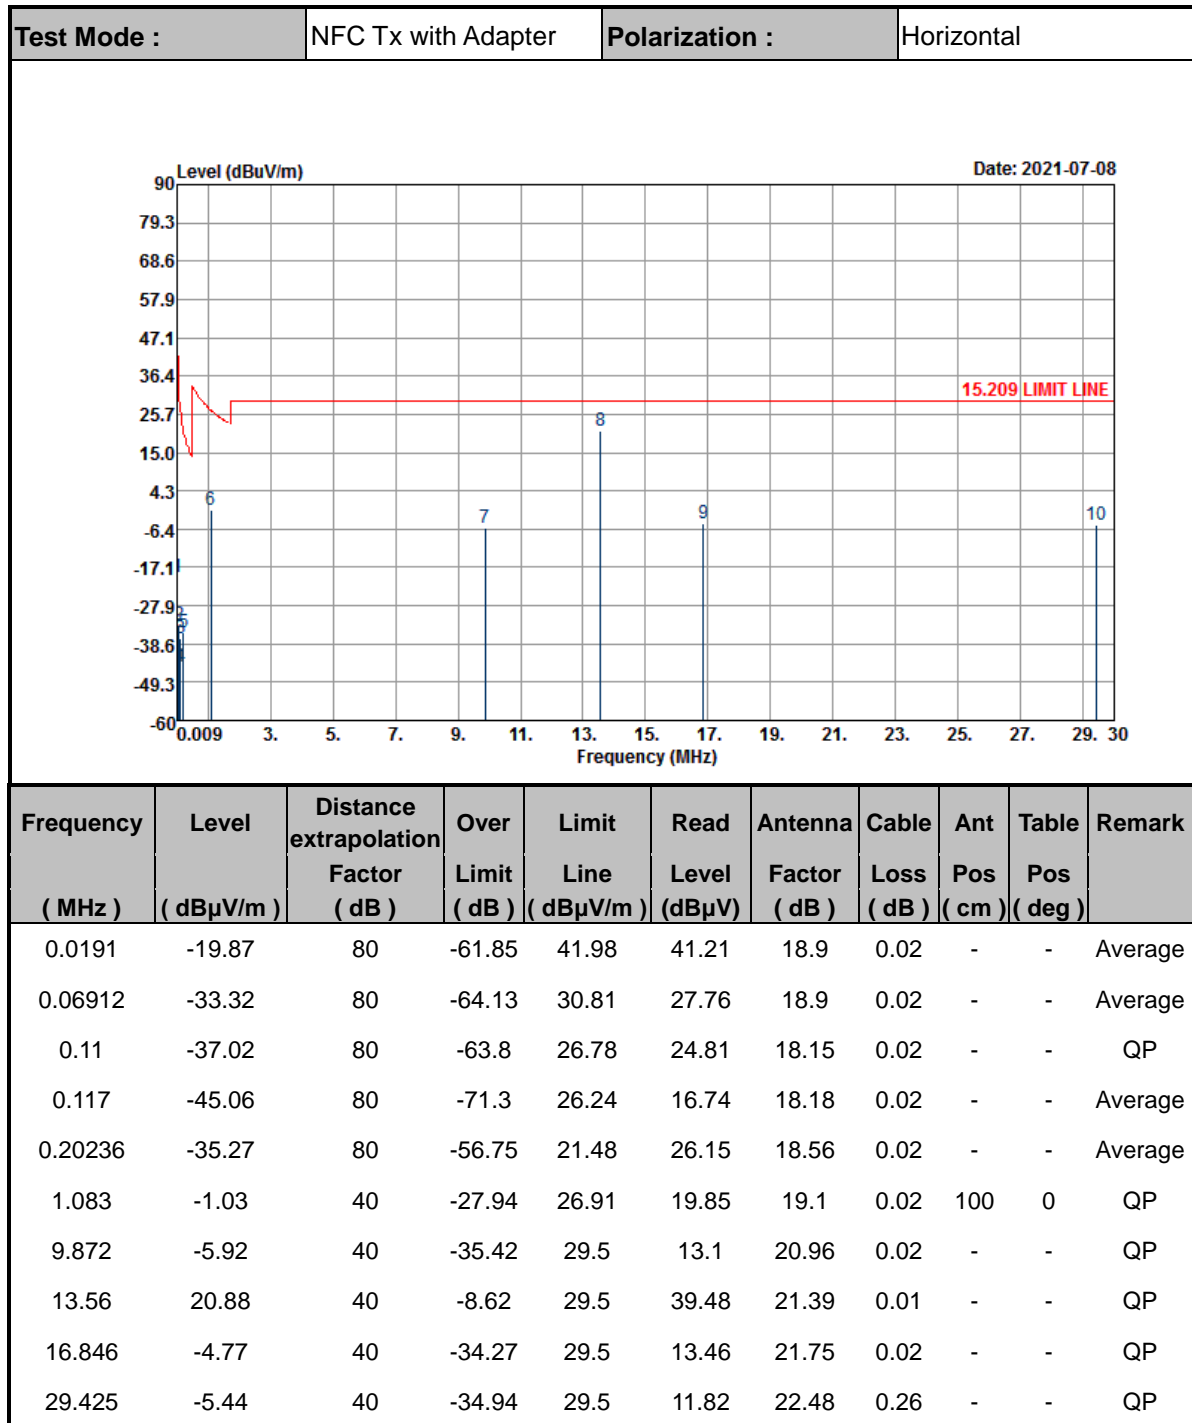 Test Mode : NFC Tx with Adapter Polarization : Horizontal
Level (dBuV/m) Date: 2021-07-08
90
79.3
68.6
57.9
47.1
36.4
15.209 LIMIT LINE
25.7
8
15.0
4.3
6
7
9
10
-6.4
-17.1
1
-27.9
2
3
5
-38.6
4
-49.3
-60
0.009 3. 5. 7. 9. 11. 13. 15. 17. 19. 21. 23. 25. 27. 29. 30
Frequency (MHz)
Frequency Level Distance extrapolation Over Limit Read Antenna Cable Ant Table Remark
Factor Limit Line Level Factor Loss Pos Pos
( MHz ) ( dBµV/m ) ( dB ) ( dB ) ( dBµV/m ) (dBµV) ( dB ) ( dB ) ( cm ) ( deg )
0.0191 -19.87 80 -61.85 41.98 41.21 18.9 0.02 - - Average
0.06912 -33.32 80 -64.13 30.81 27.76 18.9 0.02 - - Average
0.11 -37.02 80 -63.8 26.78 24.81 18.15 0.02 - - QP
0.117 -45.06 80 -71.3 26.24 16.74 18.18 0.02 - - Average
0.20236 -35.27 80 -56.75 21.48 26.15 18.56 0.02 - - Average
1.083 -1.03 40 -27.94 26.91 19.85 19.1 0.02 100 0 QP
9.872 -5.92 40 -35.42 29.5 13.1 20.96 0.02 - - QP
13.56 20.88 40 -8.62 29.5 39.48 21.39 0.01 - - QP
16.846 -4.77 40 -34.27 29.5 13.46 21.75 0.02 - - QP
29.425 -5.44 40 -34.94 29.5 11.82 22.48 0.26 - - QP